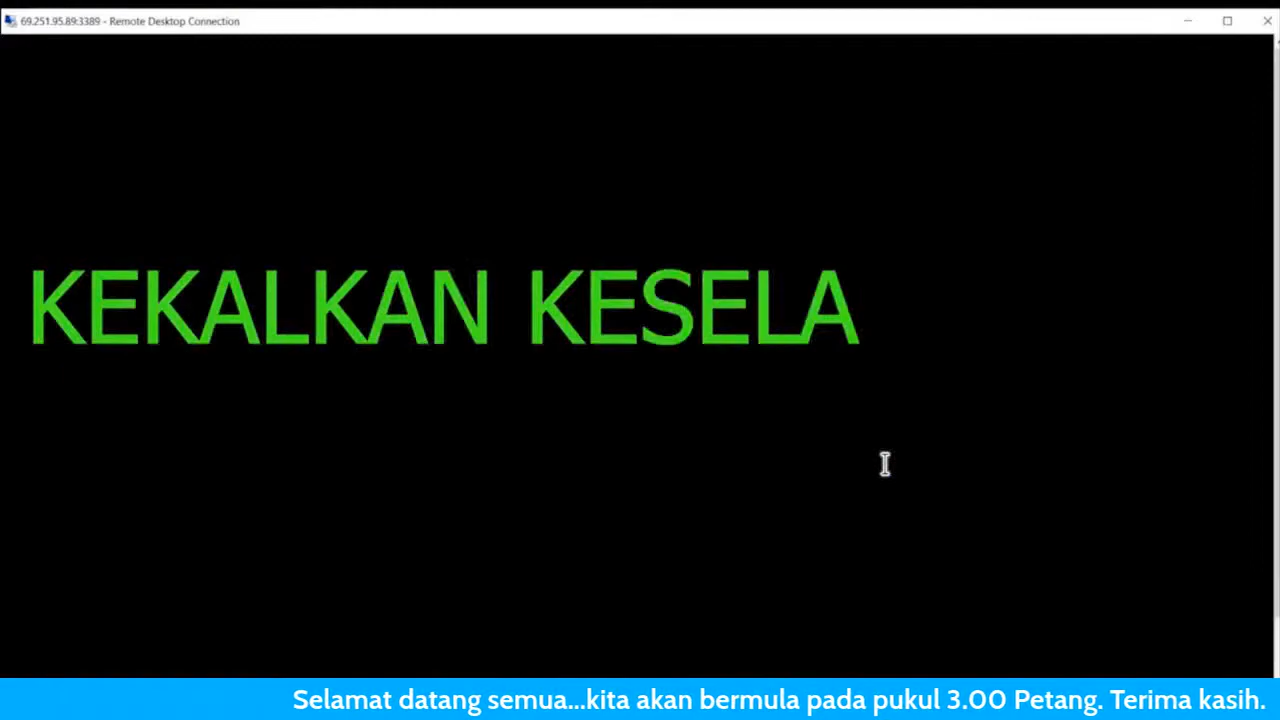 69.251.95.89:3389 - Remote Desktop Connection
KEKALKAN KESELA
Selamat datang semua...kita akan bermula pada pukul 3.00 Petang. Terima kasih.